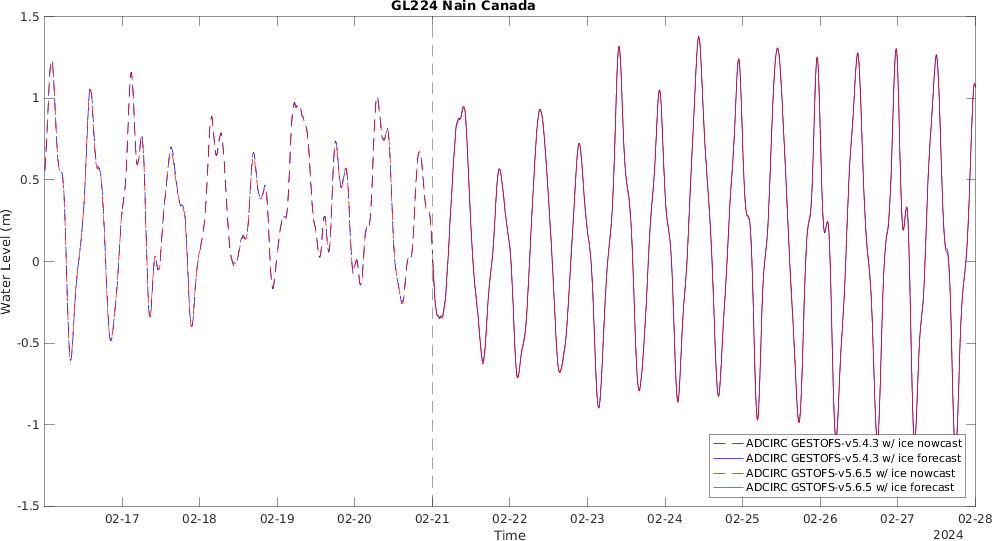 GL224 Nain Canada
1.5
1
0.5
0
-0.5
-1
-1.5
Water Level (m)
ADCIRC GESTOFS-v5.4.3 w/ ice nowcast
ADCIRC GESTOFS-v5.4.3 w/ ice forecast
ADCIRC GSTOFS-v5.6.5 w/ ice nowcast
ADCIRC GSTOFS-v5.6.5 w/ ice forecast
02-17 02-18 02-19 02-20 02-21 02-22 02-23 02-24 02-25 02-26 02-27 02-28
Time
2024